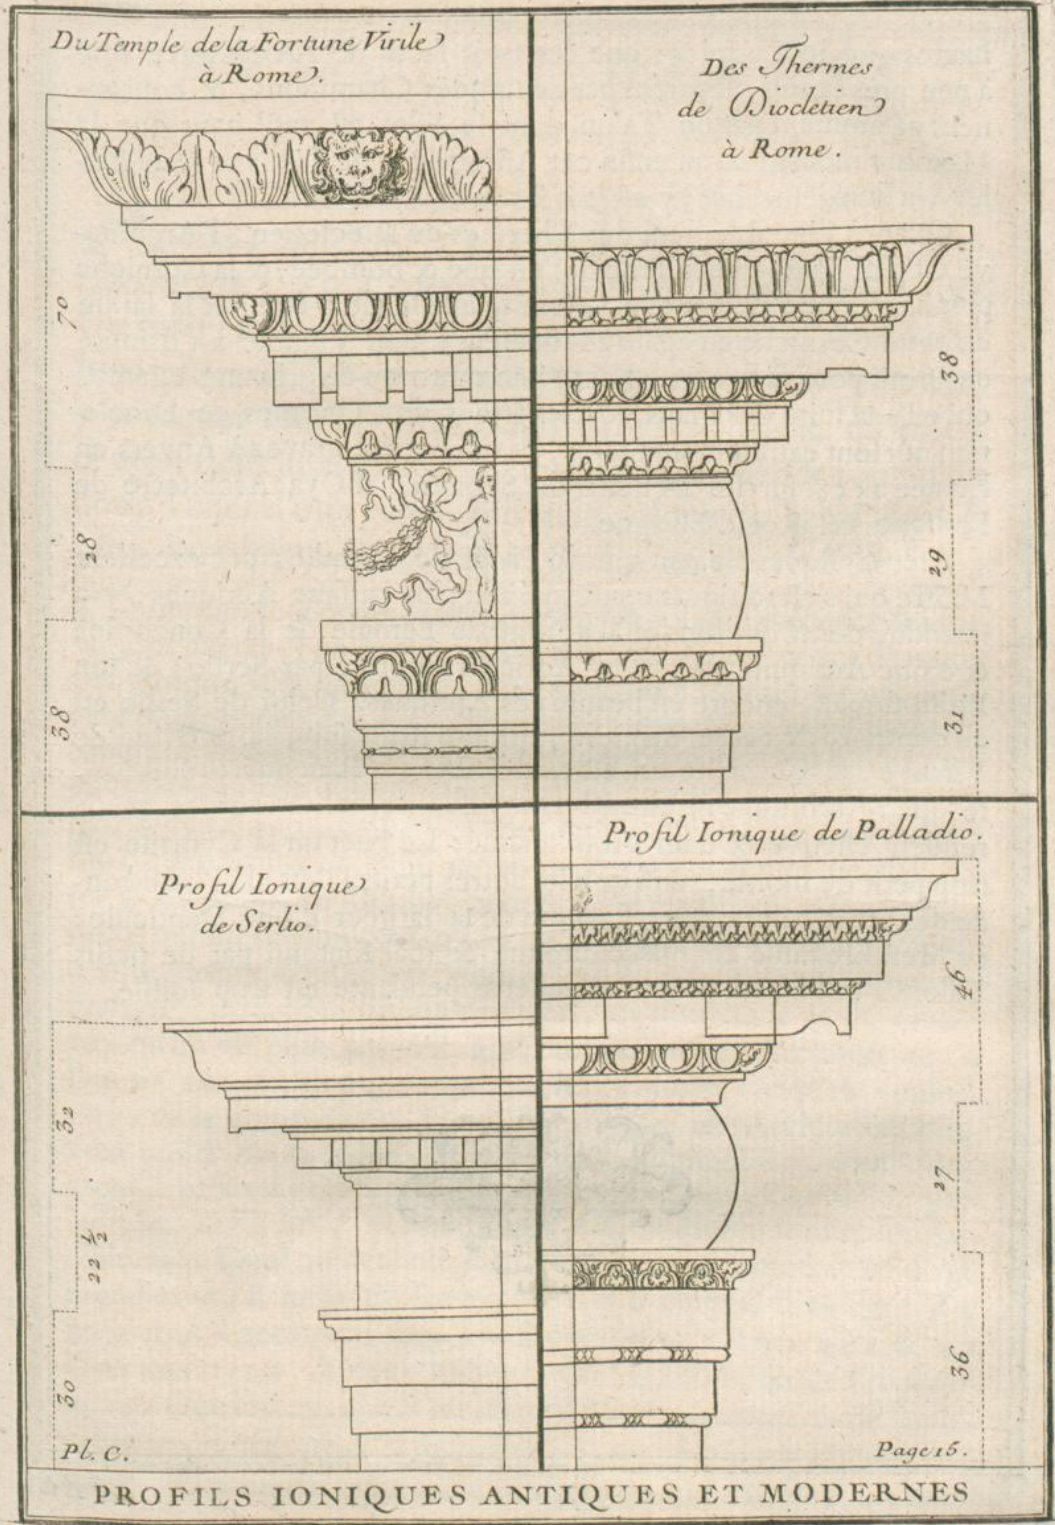 Du Temple de la Fortune Virile
à Rome.
70
28
38
Des Thermes
de Diocletien
à Rome.
38
29
31
Profil Ionique
de Serlio.
32
22 1/2
30
Pl. C.
Profil Ionique de Palladio.
46
27
36
Page 15.
PROFILS IONIQUES ANTIQUES ET MODERNES